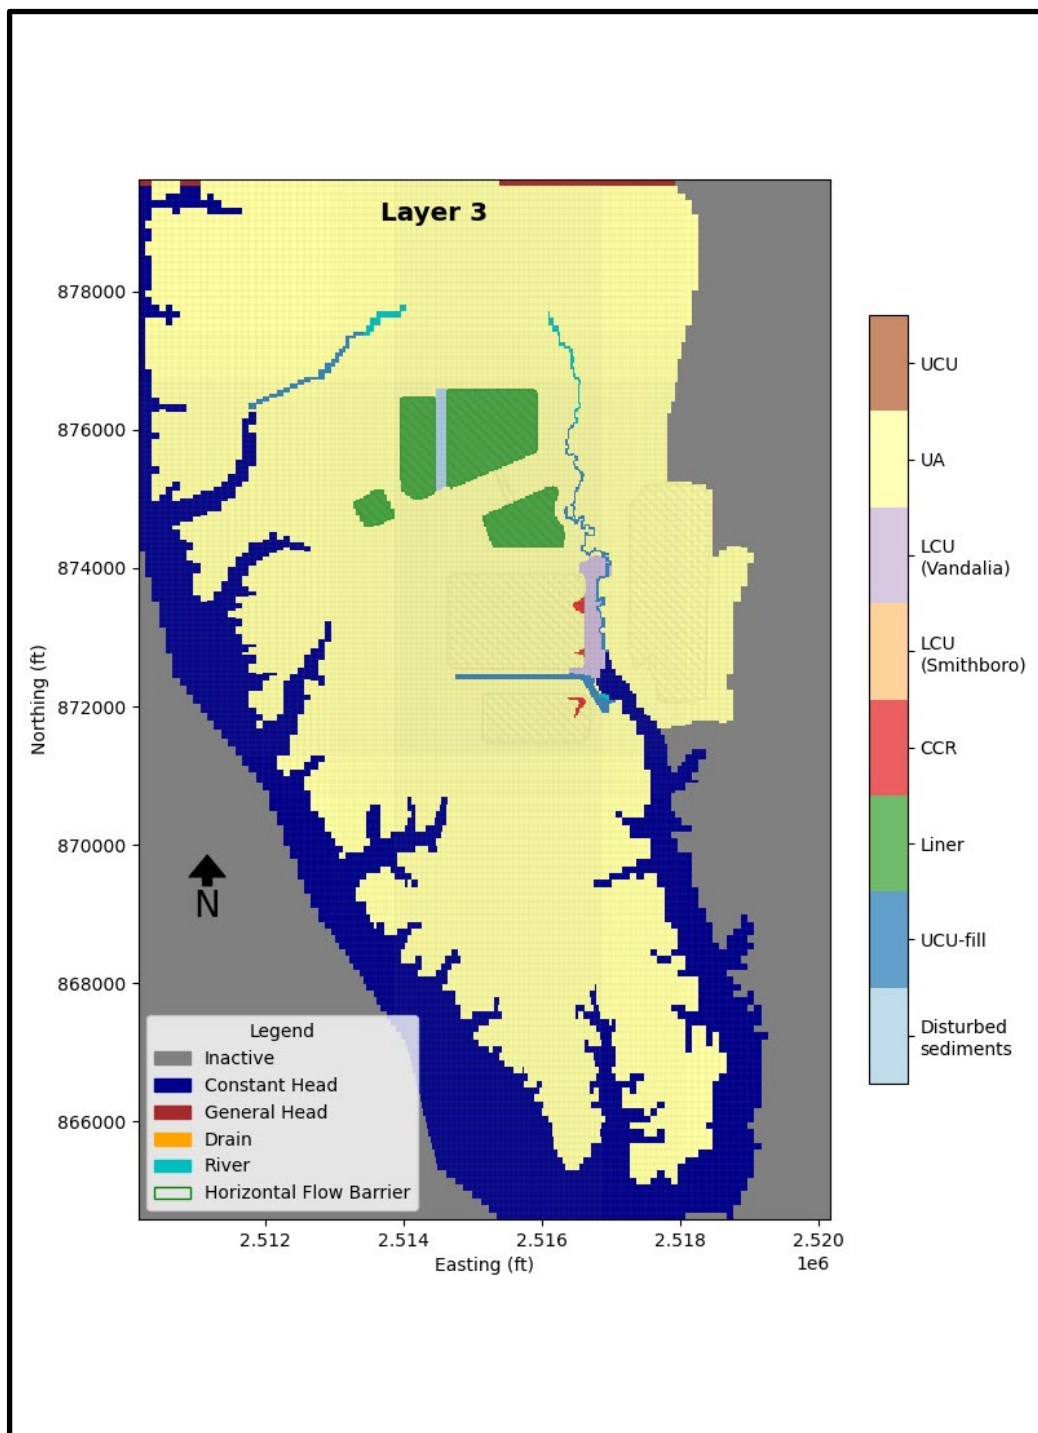 Layer 3
878000
876000
874000
872000
870000
868000
866000
Northing (ft)
N
Legend
Inactive
Constant Head
General Head
Drain
River
Horizontal Flow Barrier
2.512
2.514
2.516
2.518
2.520
1e6
Easting (ft)
UCU
UA
LCU
(Vandalia)
LCU
(Smithboro)
CCR
Liner
UCU-fill
Disturbed
sediments